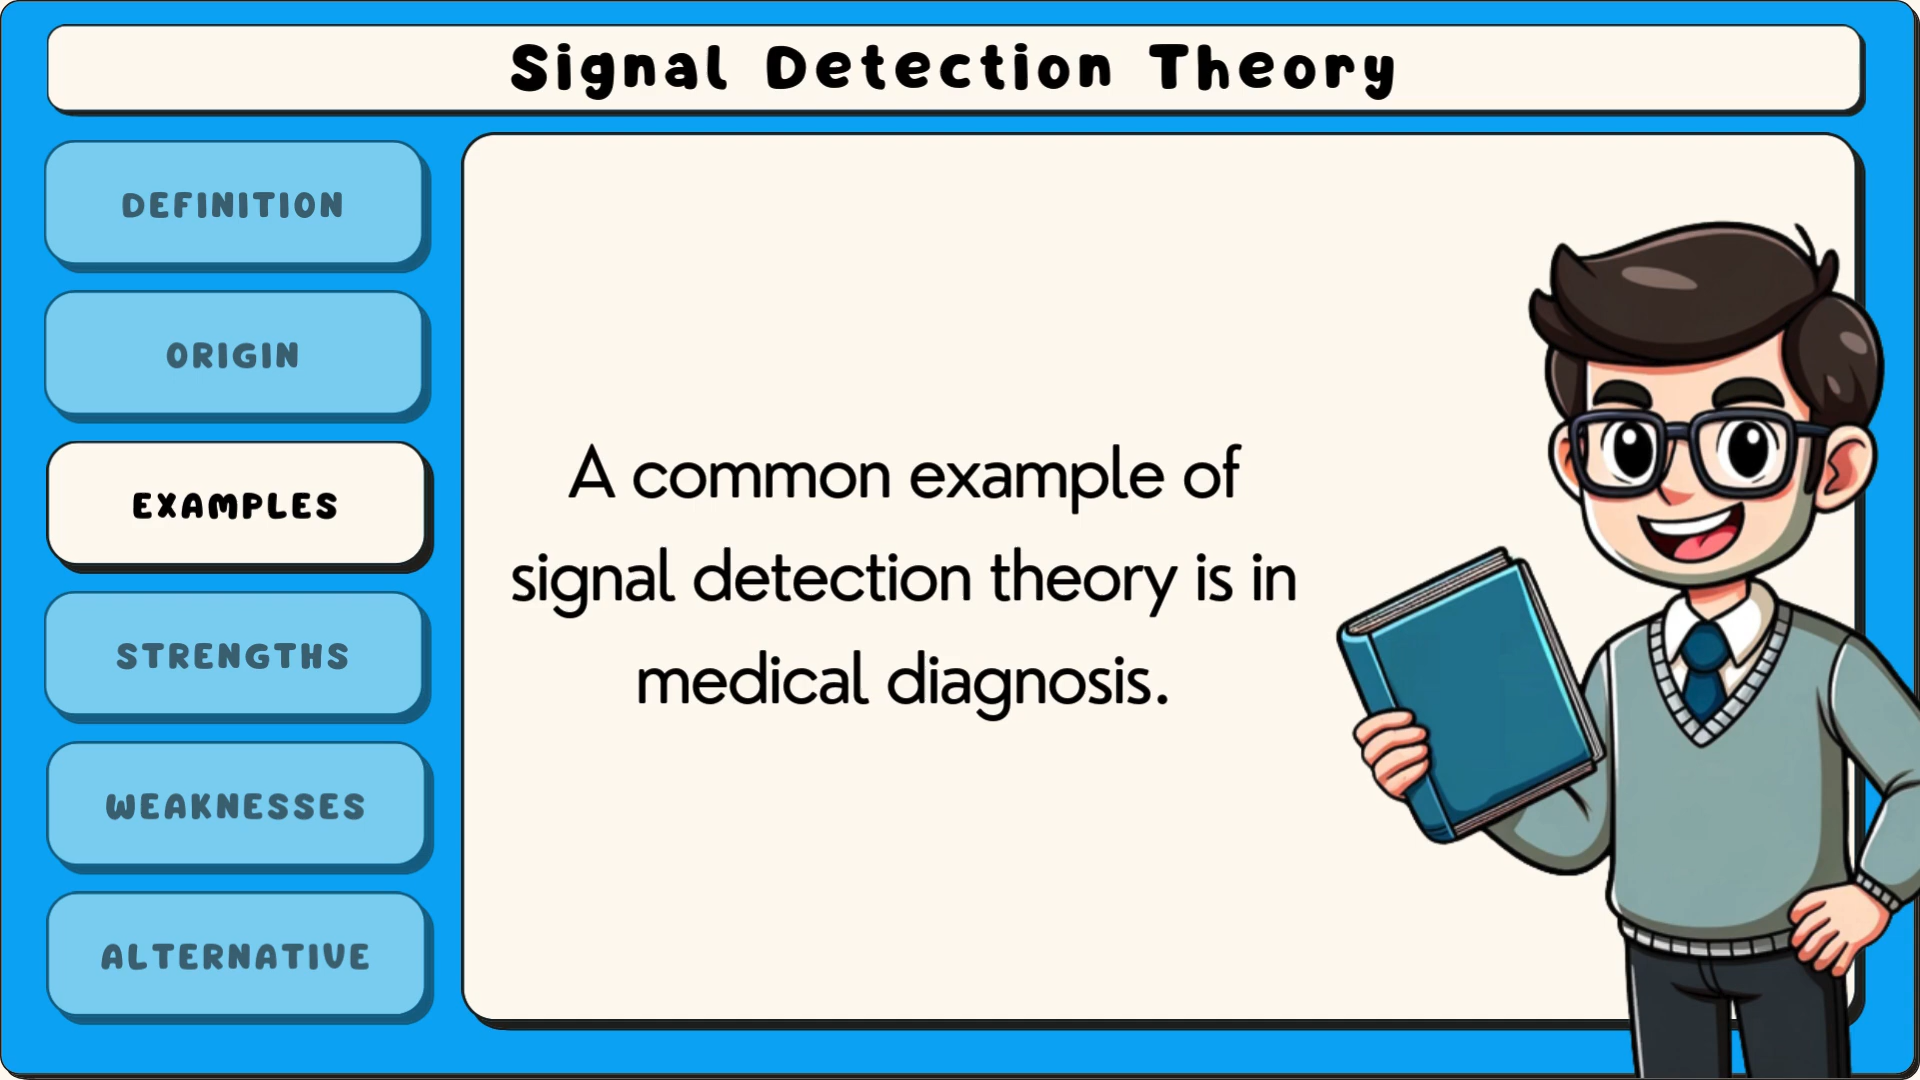 Signal Detection Theory
DEFINITION
ORIGIN
EXAMPLES
STRENGTHS
WEAKNESSES
ALTERNATIVE
A common example of
signal detection theory is in
medical diagnosis.